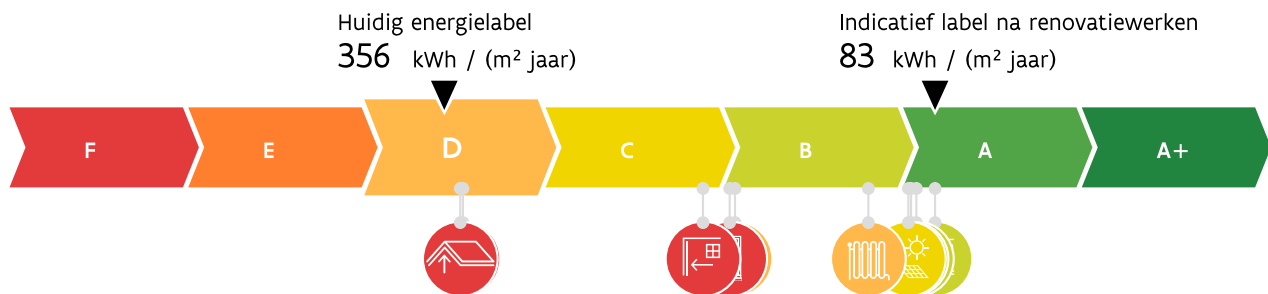 Huidig energielabel
356 kWh / (m² jaar)
Indicatief label na renovatiewerken
83 kWh / (m² jaar)
F E D C B A A+